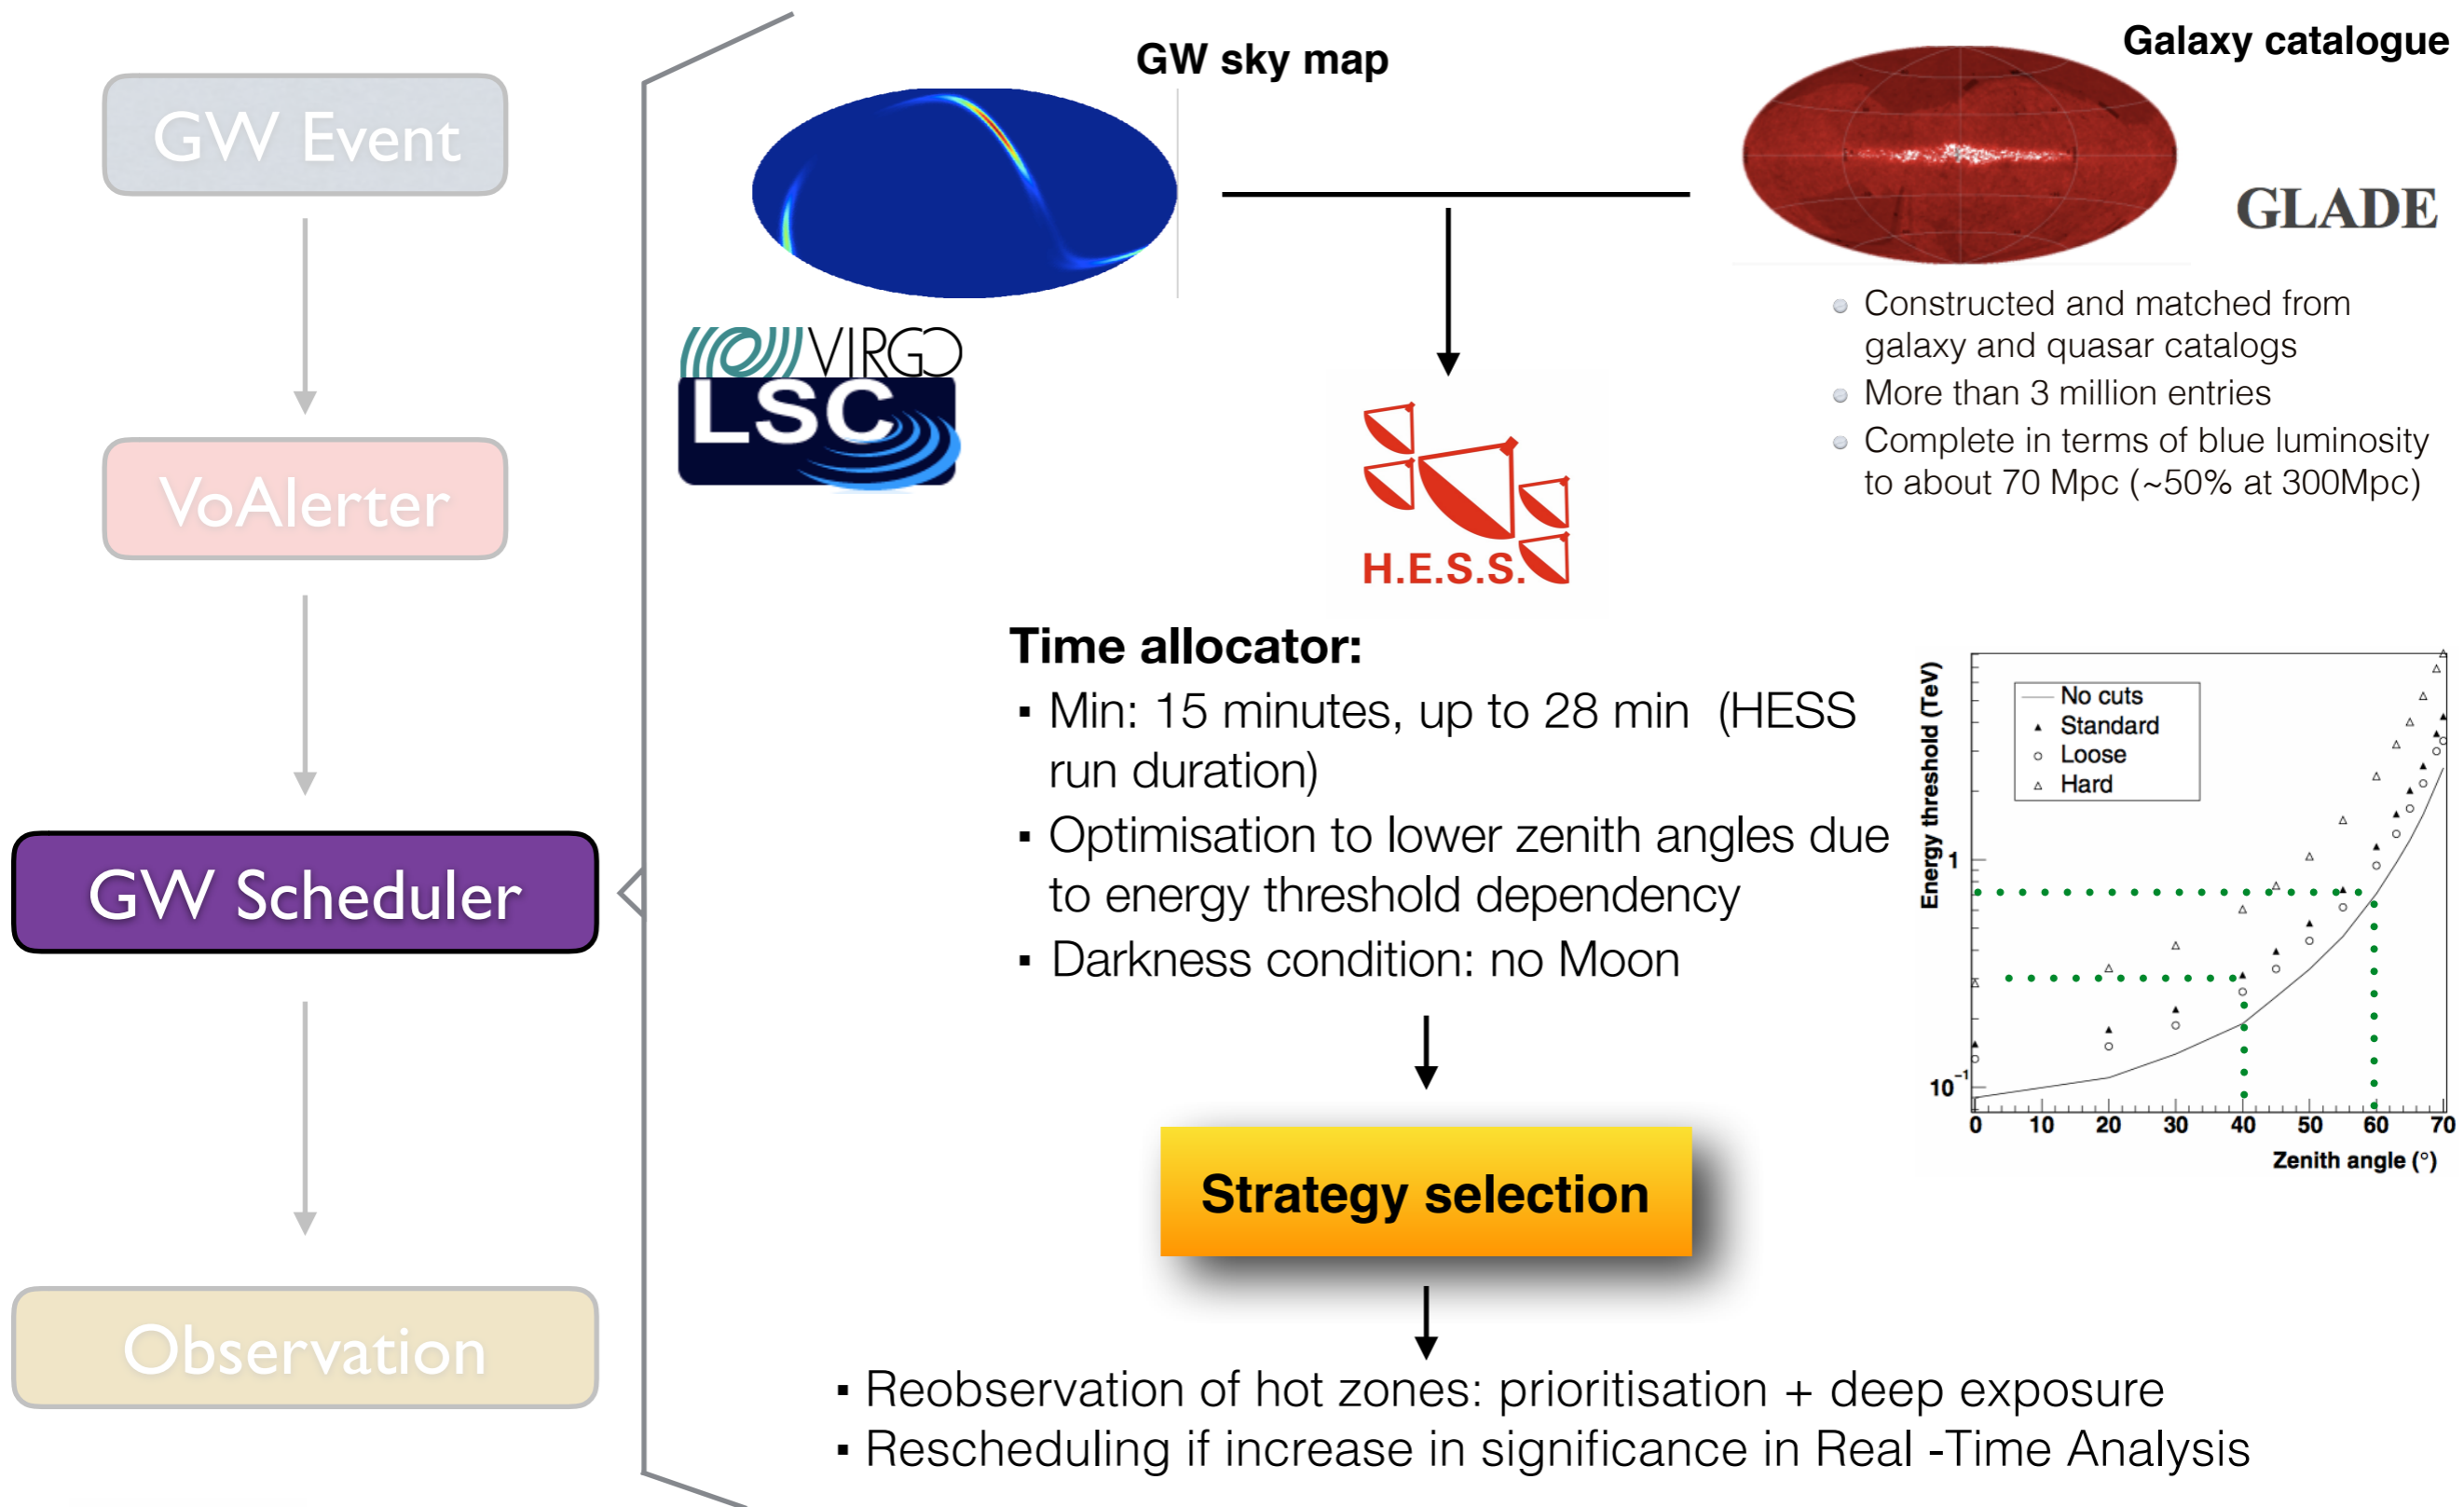 GW Event
VoAlerter
GW Scheduler
Observation
GW sky map
Galaxy catalogue
GLADE
VIRGO
LSC
Constructed and matched from
galaxy and quasar catalogs
More than 3 million entries
Complete in terms of blue luminosity
to about 70 Mpc (~50% at 300Mpc)
H.E.S.S.
Time allocator:
▪ Min: 15 minutes, up to 28 min (HESS
run duration)
▪ Optimisation to lower zenith angles due
to energy threshold dependency
▪ Darkness condition: no Moon
Energy threshold (TeV)
No cuts
Standard
Loose
Hard
1
10⁻¹
0 10 20 30 40 50 60 70
Zenith angle (°)
Strategy selection
▪ Reobservation of hot zones: prioritisation + deep exposure
▪ Rescheduling if increase in significance in Real -Time Analysis